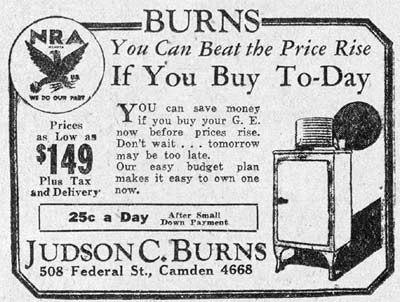 BURNS
NRA
MEMBER
U.S.
WE DO OUR PART
You Can Beat the Price Rise
If You Buy To-Day
Prices
as Low as
$149
Plus Tax
and Delivery
YOU can save money
if you buy your G. E.
now before prices rise.
Don't wait . . . tomorrow
may be too late.
Our easy budget plan
makes it easy to own one
now.
25c a Day
After Small
Down Payment
JUDSON C. BURNS
508 Federal St., Camden 4668